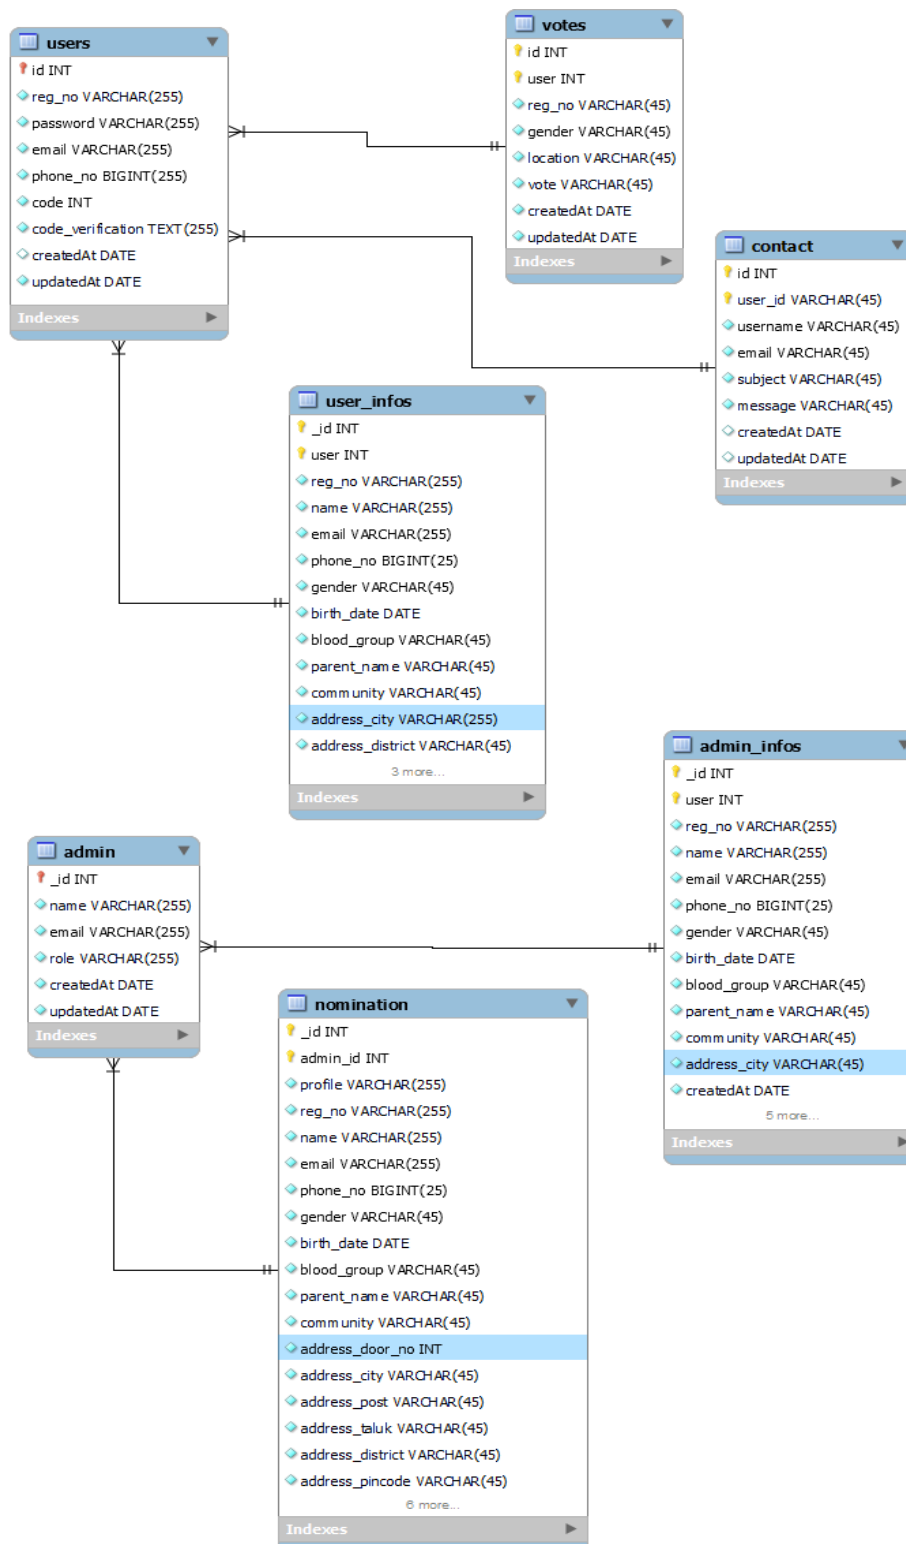 users
id INT
reg_no VARCHAR(255)
password VARCHAR(255)
email VARCHAR(255)
phone_no BIGINT(255)
code INT
code_verification TEXT(255)
createdAt DATE
updatedAt DATE
Indexes
votes
id INT
user INT
reg_no VARCHAR(45)
gender VARCHAR(45)
location VARCHAR(45)
vote VARCHAR(45)
createdAt DATE
updatedAt DATE
Indexes
contact
id INT
user_id VARCHAR(45)
username VARCHAR(45)
email VARCHAR(45)
subject VARCHAR(45)
message VARCHAR(45)
createdAt DATE
updatedAt DATE
Indexes
user_infos
_id INT
user INT
reg_no VARCHAR(255)
name VARCHAR(255)
email VARCHAR(255)
phone_no BIGINT(25)
gender VARCHAR(45)
birth_date DATE
blood_group VARCHAR(45)
parent_name VARCHAR(45)
community VARCHAR(45)
address_city VARCHAR(255)
address_district VARCHAR(45)
3 more...
Indexes
admin_infos
_id INT
user INT
reg_no VARCHAR(255)
name VARCHAR(255)
email VARCHAR(255)
phone_no BIGINT(25)
gender VARCHAR(45)
birth_date DATE
blood_group VARCHAR(45)
parent_name VARCHAR(45)
community VARCHAR(45)
address_city VARCHAR(45)
createdAt DATE
5 more...
Indexes
admin
_id INT
name VARCHAR(255)
email VARCHAR(255)
role VARCHAR(255)
createdAt DATE
updatedAt DATE
Indexes
nomination
_id INT
admin_id INT
profile VARCHAR(255)
reg_no VARCHAR(255)
name VARCHAR(255)
email VARCHAR(255)
phone_no BIGINT(25)
gender VARCHAR(45)
birth_date DATE
blood_group VARCHAR(45)
parent_name VARCHAR(45)
community VARCHAR(45)
address_door_no INT
address_city VARCHAR(45)
address_post VARCHAR(45)
address_taluk VARCHAR(45)
address_district VARCHAR(45)
address_pincode VARCHAR(45)
6 more...
Indexes